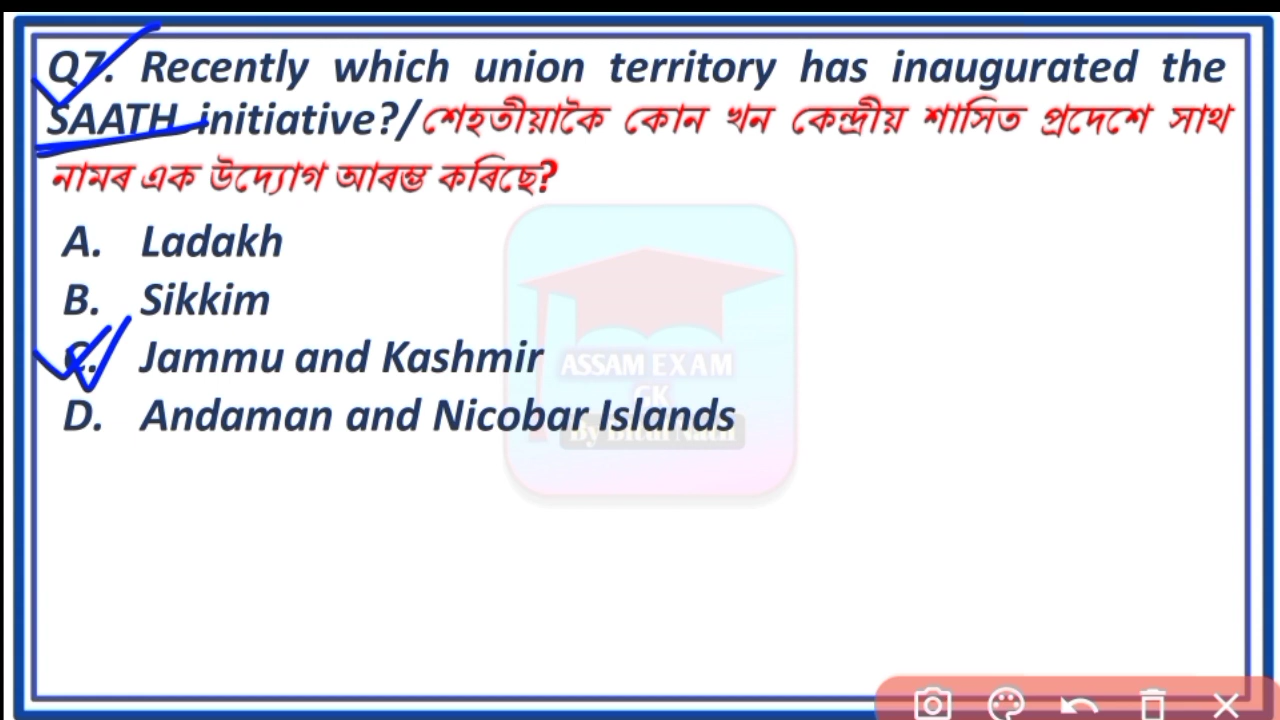 Q7. Recently which union territory has inaugurated the
SAATH initiative?/শেহতীয়াকৈ কোন খন কেন্দ্ৰীয় শাসিত প্ৰদেশে সাথ
নামৰ এক উদ্যোগ আৰম্ভ কৰিছে?
A. Ladakh
B. Sikkim
C. Jammu and Kashmir
D. Andaman and Nicobar Islands
ASSAM EXAM
GK